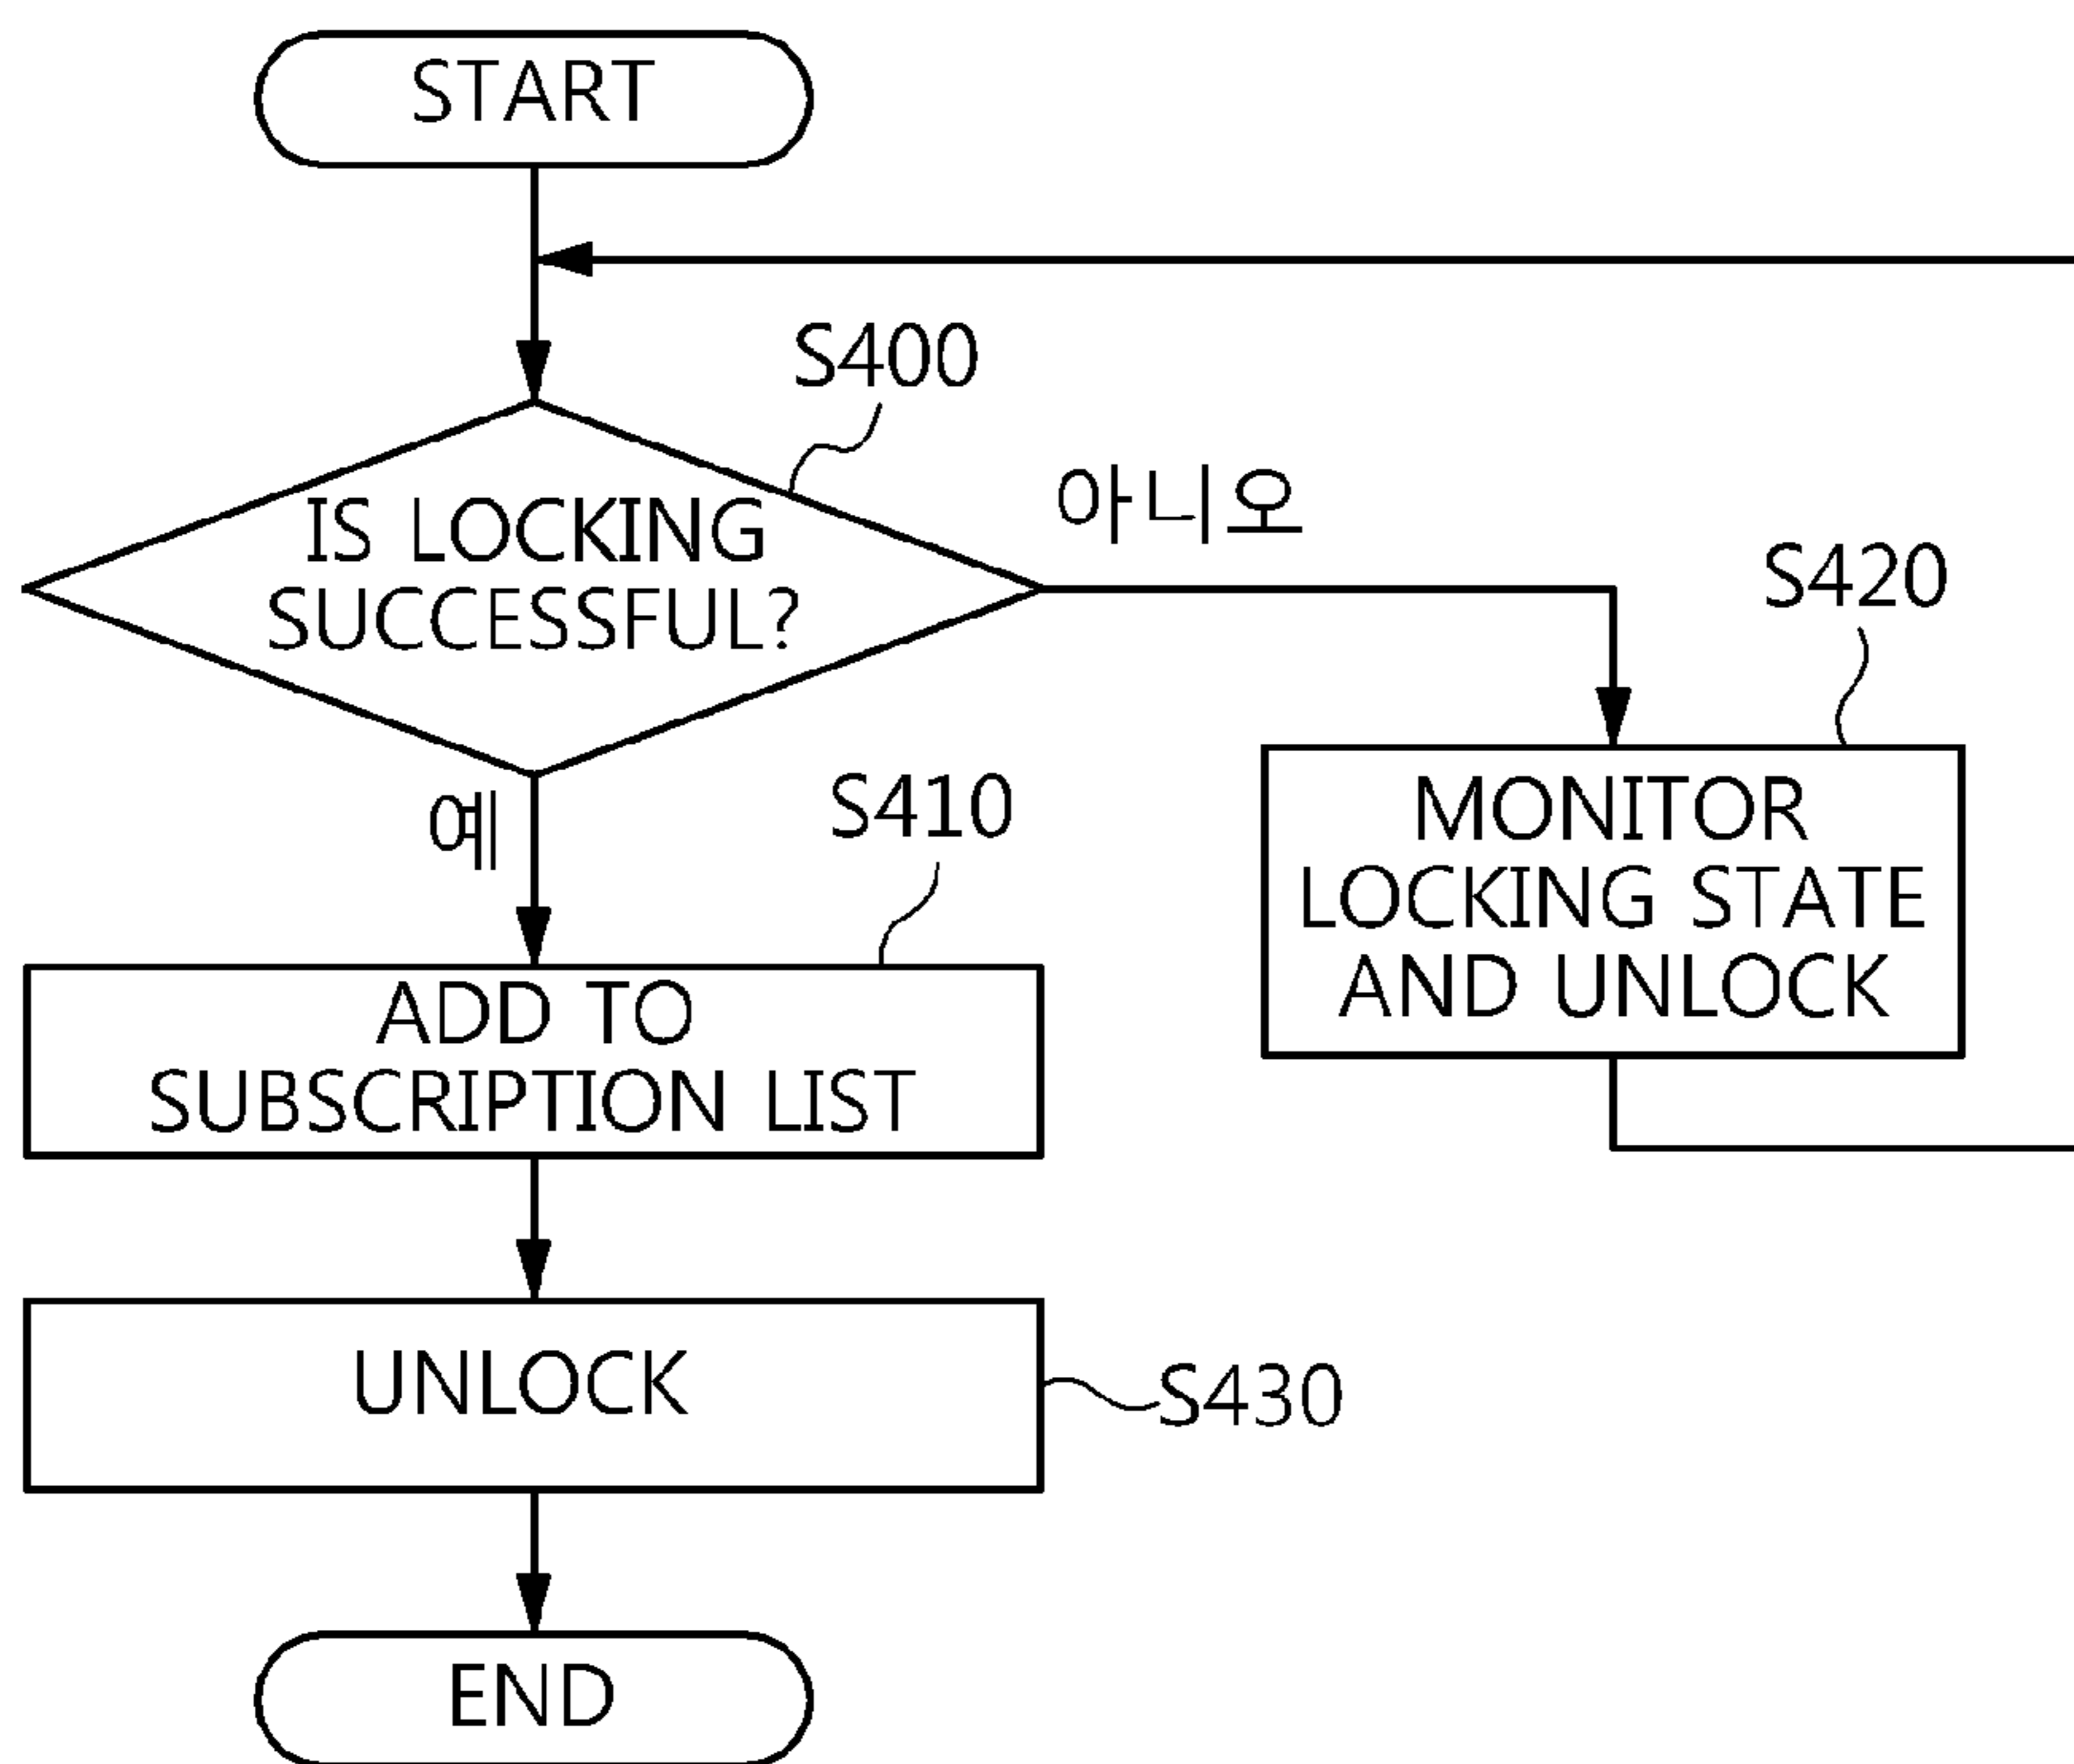 START
S400
IS LOCKING
SUCCESSFUL?
아니오
S420
예
S410
MONITOR
LOCKING STATE
AND UNLOCK
ADD TO
SUBSCRIPTION LIST
UNLOCK
S430
END